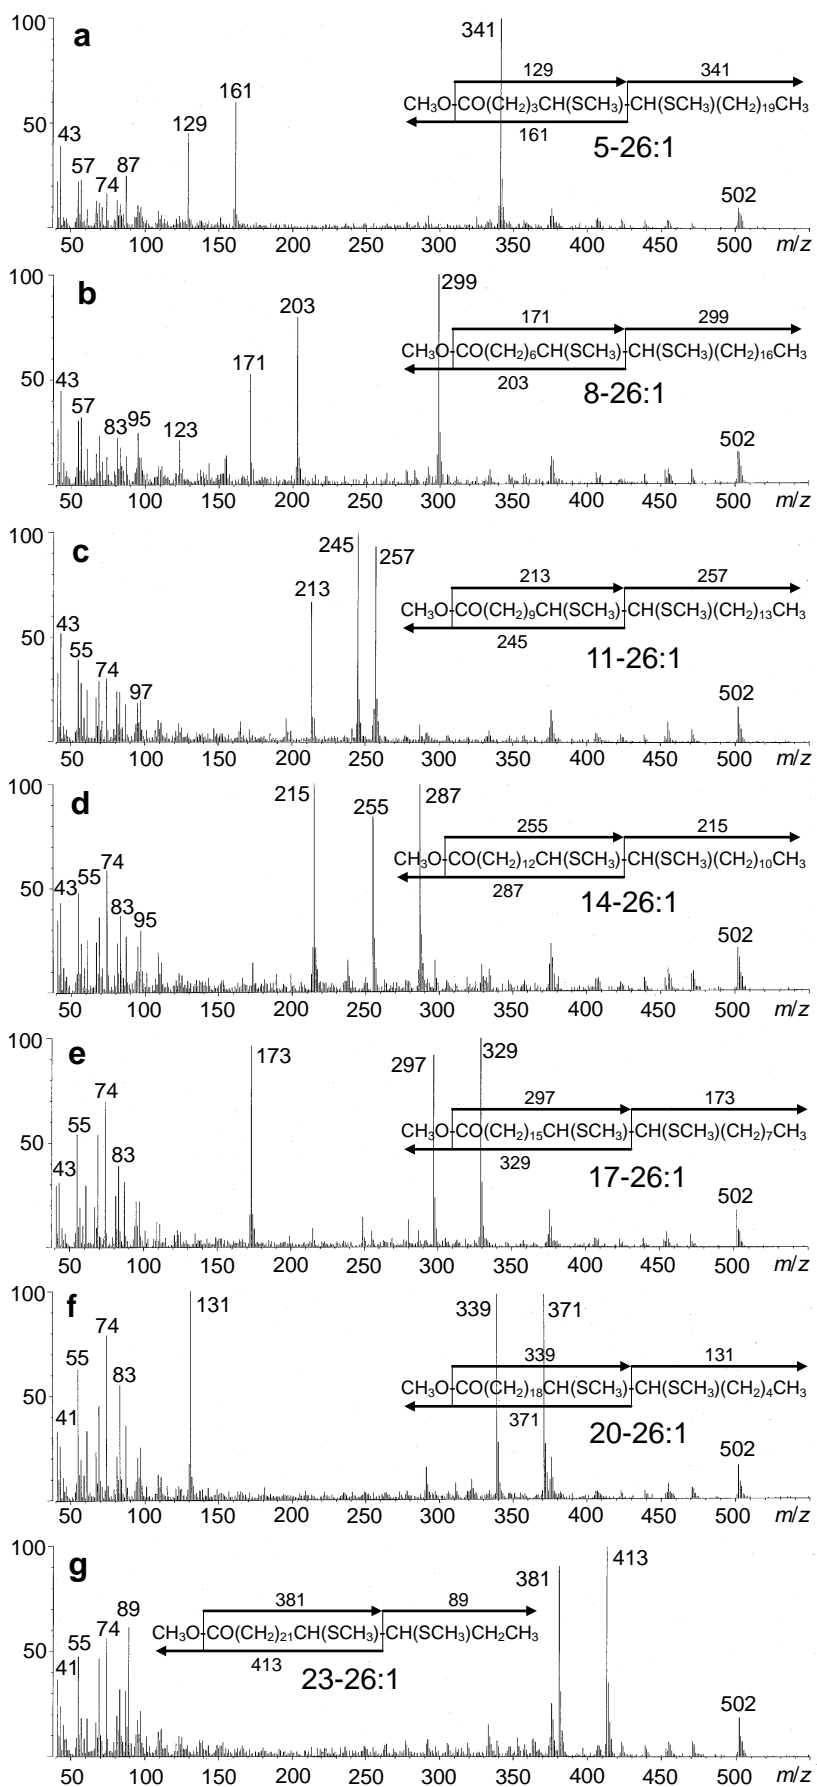 100 a 341
129 341
161 CH₃O-CO(CH₂)₃CH(SCH₃)-CH(SCH₃)(CH₂)₁₉CH₃
50 43 129 161
57 74 87 5-26:1 502
50 100 150 200 250 300 350 400 450 500 m/z
100 b 299
203 171 299
171 CH₃O-CO(CH₂)₆CH(SCH₃)-CH(SCH₃)(CH₂)₁₆CH₃
50 43 203
57 83 95 123 8-26:1 502
50 100 150 200 250 300 350 400 450 500 m/z
100 c 245 257
213 213 257
CH₃O-CO(CH₂)₉CH(SCH₃)-CH(SCH₃)(CH₂)₁₃CH₃
50 43 245
55 74 97 11-26:1 502
50 100 150 200 250 300 350 400 450 500 m/z
100 d 215 255 287
255 215
74 CH₃O-CO(CH₂)₁₂CH(SCH₃)-CH(SCH₃)(CH₂)₁₀CH₃
50 43 55 287
83 95 14-26:1 502
50 100 150 200 250 300 350 400 450 500 m/z
100 e 173 297 329
74 297 173
55 CH₃O-CO(CH₂)₁₅CH(SCH₃)-CH(SCH₃)(CH₂)₇CH₃
50 43 83 329
17-26:1 502
50 100 150 200 250 300 350 400 450 500 m/z
100 f 131 339 371
74 339 131
55 83 CH₃O-CO(CH₂)₁₈CH(SCH₃)-CH(SCH₃)(CH₂)₄CH₃
50 41 371
20-26:1 502
50 100 150 200 250 300 350 400 450 500 m/z
100 g 381 413
89 381 89
74 CH₃O-CO(CH₂)₂₁CH(SCH₃)-CH(SCH₃)CH₂CH₃
50 41 55 413
23-26:1 502
50 100 150 200 250 300 350 400 450 500 m/z